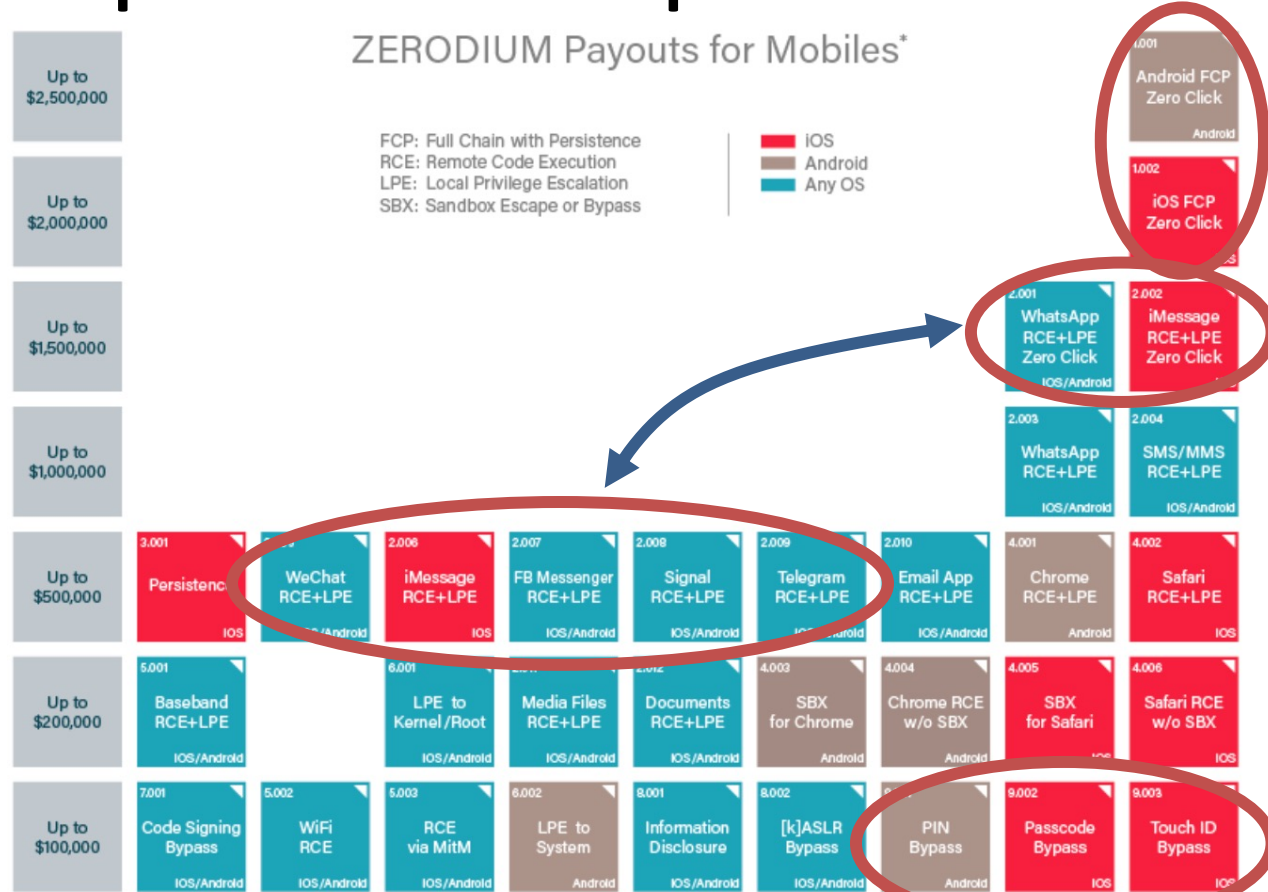 ZERODIUM Payouts for Mobiles*
FCP: Full Chain with Persistence
RCE: Remote Code Execution
LPE: Local Privilege Escalation
SBX: Sandbox Escape or Bypass
iOS
Android
Any OS
Up to
$2,500,000
1.001
Android FCP
Zero Click
Android
Up to
$2,000,000
1.002
iOS FCP
Zero Click
Up to
$1,500,000
2.001
WhatsApp
RCE+LPE
Zero Click
IOS/Android
2.002
iMessage
RCE+LPE
Zero Click
Up to
$1,000,000
2.003
WhatsApp
RCE+LPE
IOS/Android
2.004
SMS/MMS
RCE+LPE
IOS/Android
Up to
$500,000
3.001
Persistence
IOS
WeChat
RCE+LPE
IOS/Android
2.006
iMessage
RCE+LPE
IOS
2.007
FB Messenger
RCE+LPE
IOS/Android
2.008
Signal
RCE+LPE
IOS/Android
2.009
Telegram
RCE+LPE
IOS/Android
2.010
Email App
RCE+LPE
IOS/Android
4.001
Chrome
RCE+LPE
Android
4.002
Safari
RCE+LPE
IOS
Up to
$200,000
5.001
Baseband
RCE+LPE
IOS/Android
6.001
LPE to
Kernel/Root
IOS/Android
Media Files
RCE+LPE
IOS/Android
2.012
Documents
RCE+LPE
IOS/Android
4.003
SBX
for Chrome
Android
4.004
Chrome RCE
w/o SBX
Android
4.005
SBX
for Safari
IOS
4.006
Safari RCE
w/o SBX
IOS
Up to
$100,000
7.001
Code Signing
Bypass
IOS/Android
5.002
WiFi
RCE
IOS/Android
5.003
RCE
via MitM
IOS/Android
6.002
LPE to
System
Android
8.001
Information
Disclosure
IOS/Android
8.002
[k]ASLR
Bypass
IOS/Android
PIN
Bypass
Android
9.002
Passcode
Bypass
IOS
9.003
Touch ID
Bypass
IOS